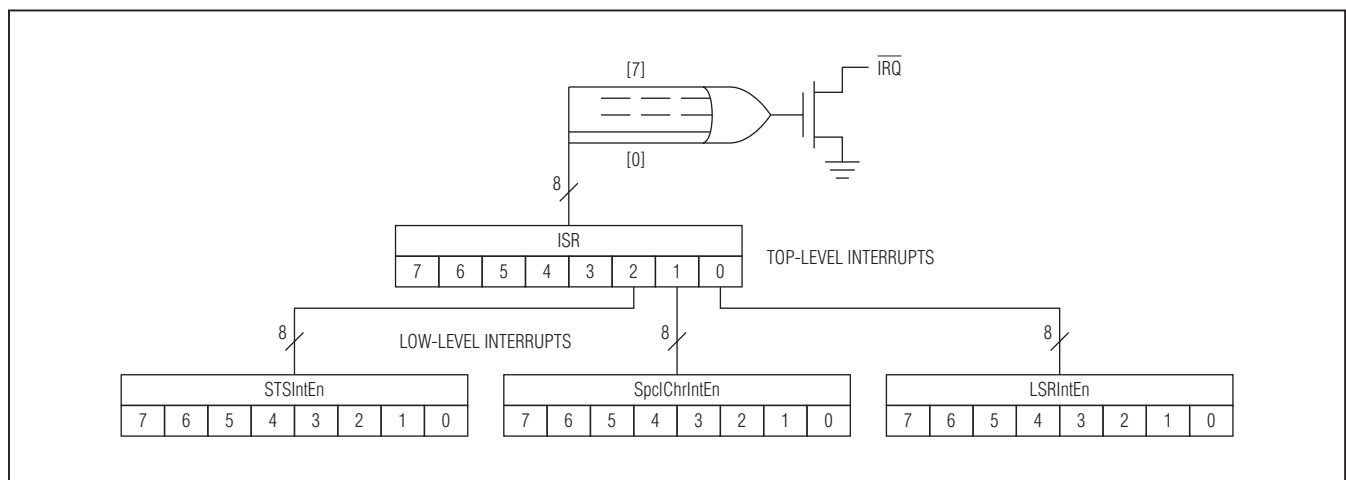 [7]
IRQ
[0]
8
ISR
7 6 5 4 3 2 1 0
TOP-LEVEL INTERRUPTS
8
LOW-LEVEL INTERRUPTS
8
8
STSIntEn
7 6 5 4 3 2 1 0
SpclChrIntEn
7 6 5 4 3 2 1 0
LSRIntEn
7 6 5 4 3 2 1 0